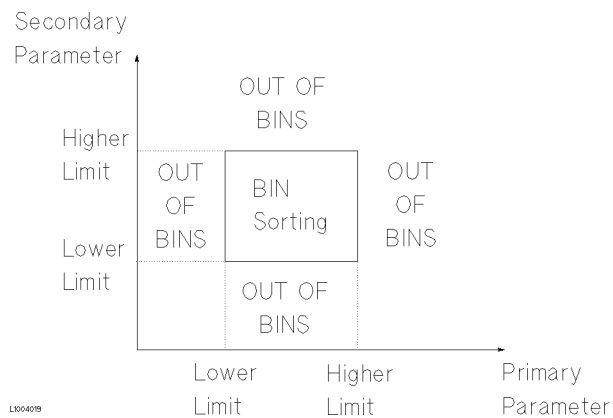 Secondary
Parameter
OUT OF
BINS
Higher
Limit
OUT
OF
BINS
BIN
Sorting
OUT
OF
BINS
Lower
Limit
OUT OF
BINS
Lower
Limit
Higher
Limit
Primary
Parameter
L1004019